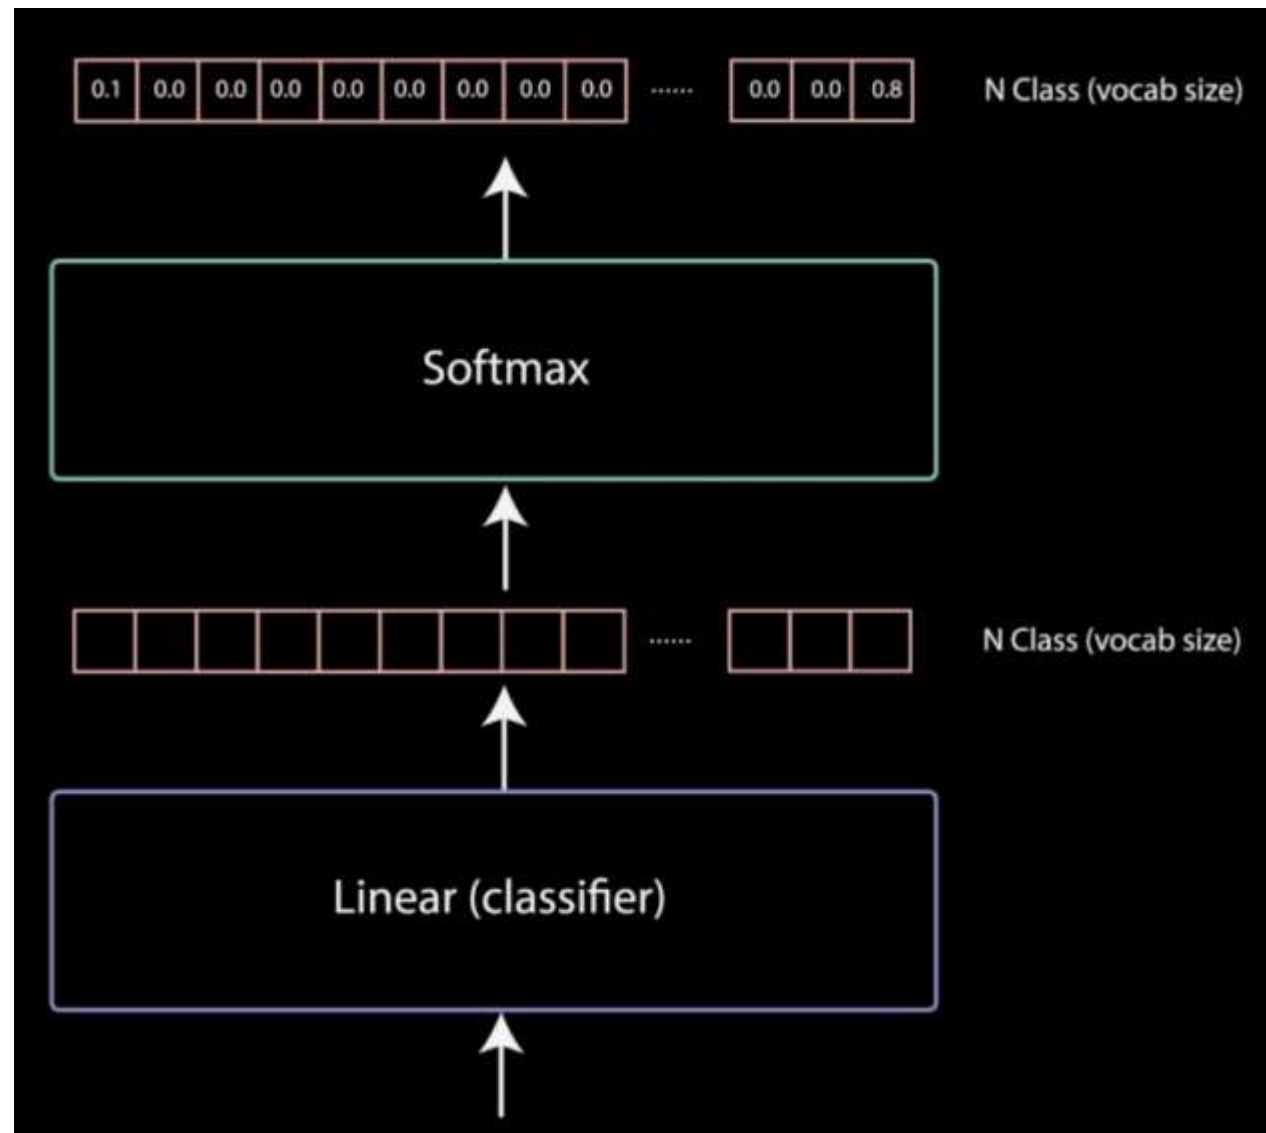 0.1 0.0 0.0 0.0 0.0 0.0 0.0 0.0 0.0 ...... 0.0 0.0 0.8 N Class (vocab size)
Softmax
...... N Class (vocab size)
Linear (classifier)